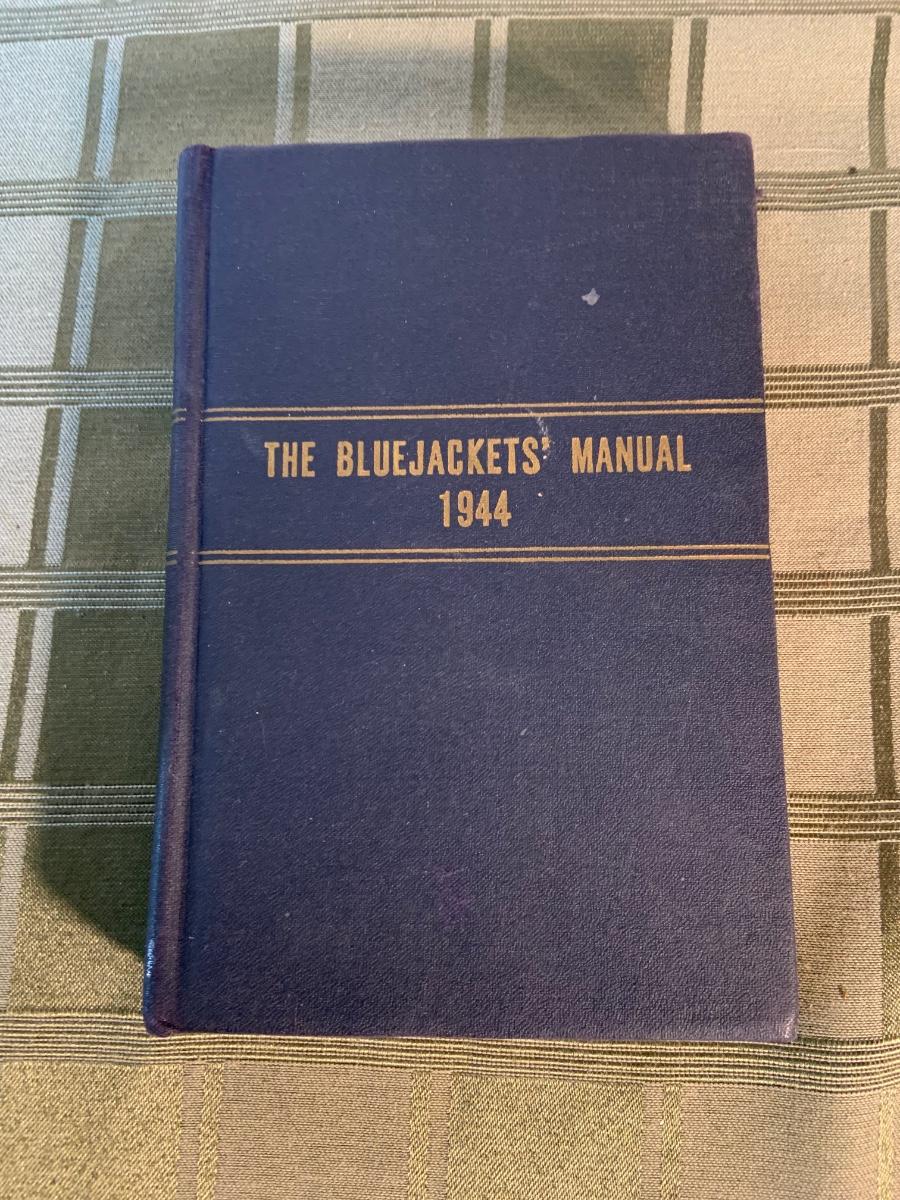 THE BLUEJACKETS' MANUAL
1944